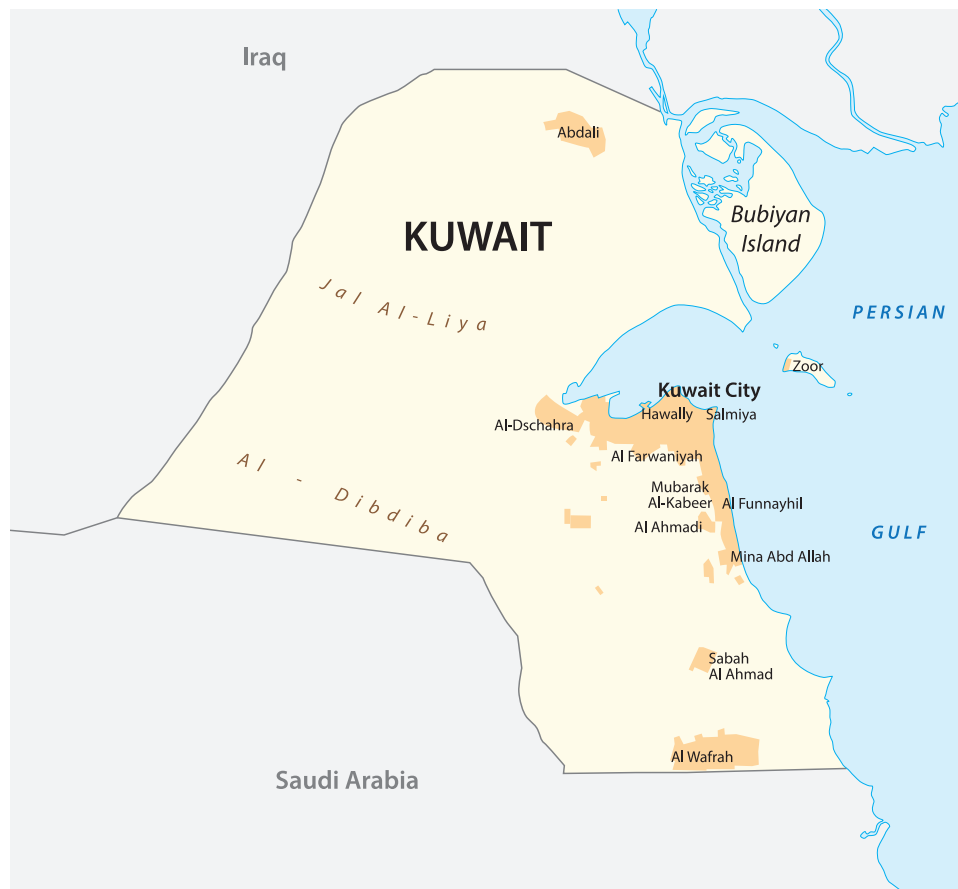 Iraq
Abdali
KUWAIT
Bubiyan
Island
Jal Al-Liya
PERSIAN
Zoor
Kuwait City
Hawally
Salmiya
Al-Dschahra
Al Farwaniyah
Al - Dibdiba
Mubarak
Al-Kabeer
Al Funnayhil
Al Ahmadi
GULF
Mina Abd Allah
Sabah
Al Ahmad
Al Wafrah
Saudi Arabia